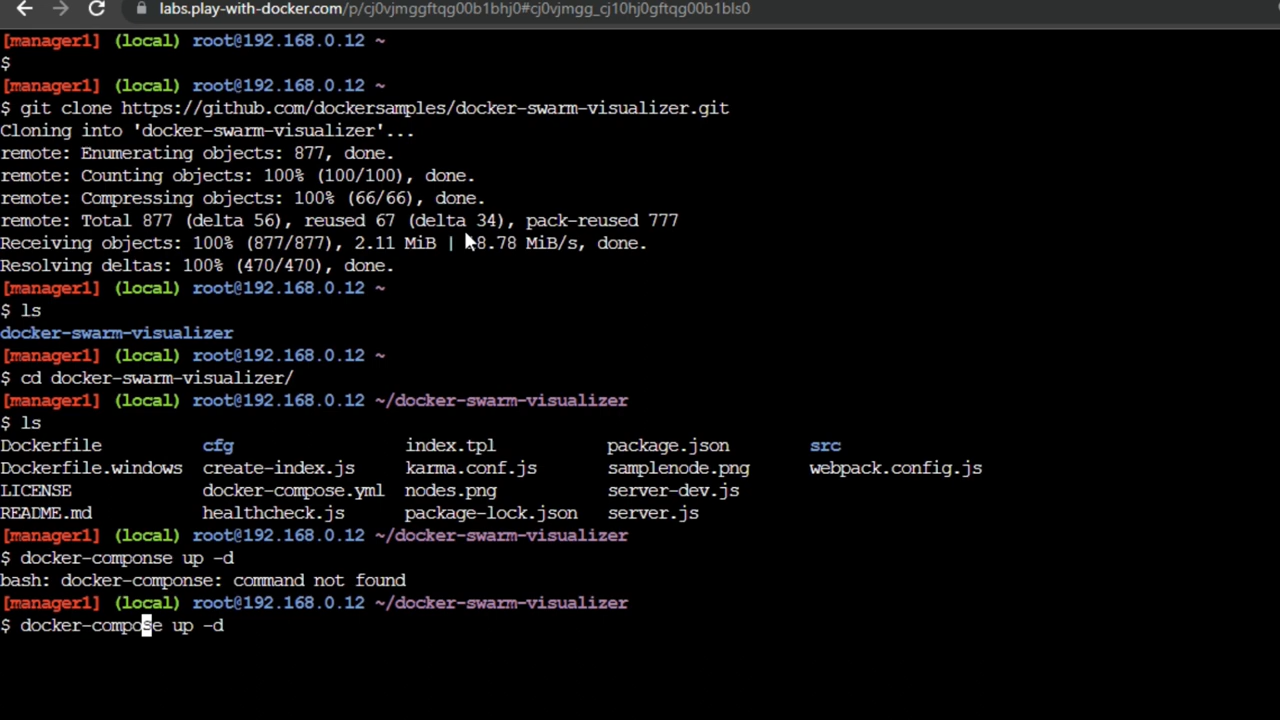 labs.play-with-docker.com/p/cj0vjmggftqg00b1bhj0#cj0vjmgg_cj10hj0gftqg00b1bls0
[manager1] (local) root@192.168.0.12 ~
$
[manager1] (local) root@192.168.0.12 ~
$ git clone https://github.com/dockersamples/docker-swarm-visualizer.git
Cloning into 'docker-swarm-visualizer'...
remote: Enumerating objects: 877, done.
remote: Counting objects: 100% (100/100), done.
remote: Compressing objects: 100% (66/66), done.
remote: Total 877 (delta 56), reused 67 (delta 34), pack-reused 777
Receiving objects: 100% (877/877), 2.11 MiB | 8.78 MiB/s, done.
Resolving deltas: 100% (470/470), done.
[manager1] (local) root@192.168.0.12 ~
$ ls
docker-swarm-visualizer
[manager1] (local) root@192.168.0.12 ~
$ cd docker-swarm-visualizer/
[manager1] (local) root@192.168.0.12 ~/docker-swarm-visualizer
$ ls
Dockerfile cfg index.tpl package.json src
Dockerfile.windows create-index.js karma.conf.js samplenode.png webpack.config.js
LICENSE docker-compose.yml nodes.png server-dev.js
README.md healthcheck.js package-lock.json server.js
[manager1] (local) root@192.168.0.12 ~/docker-swarm-visualizer
$ docker-componse up -d
bash: docker-componse: command not found
[manager1] (local) root@192.168.0.12 ~/docker-swarm-visualizer
$ docker-compose up -d